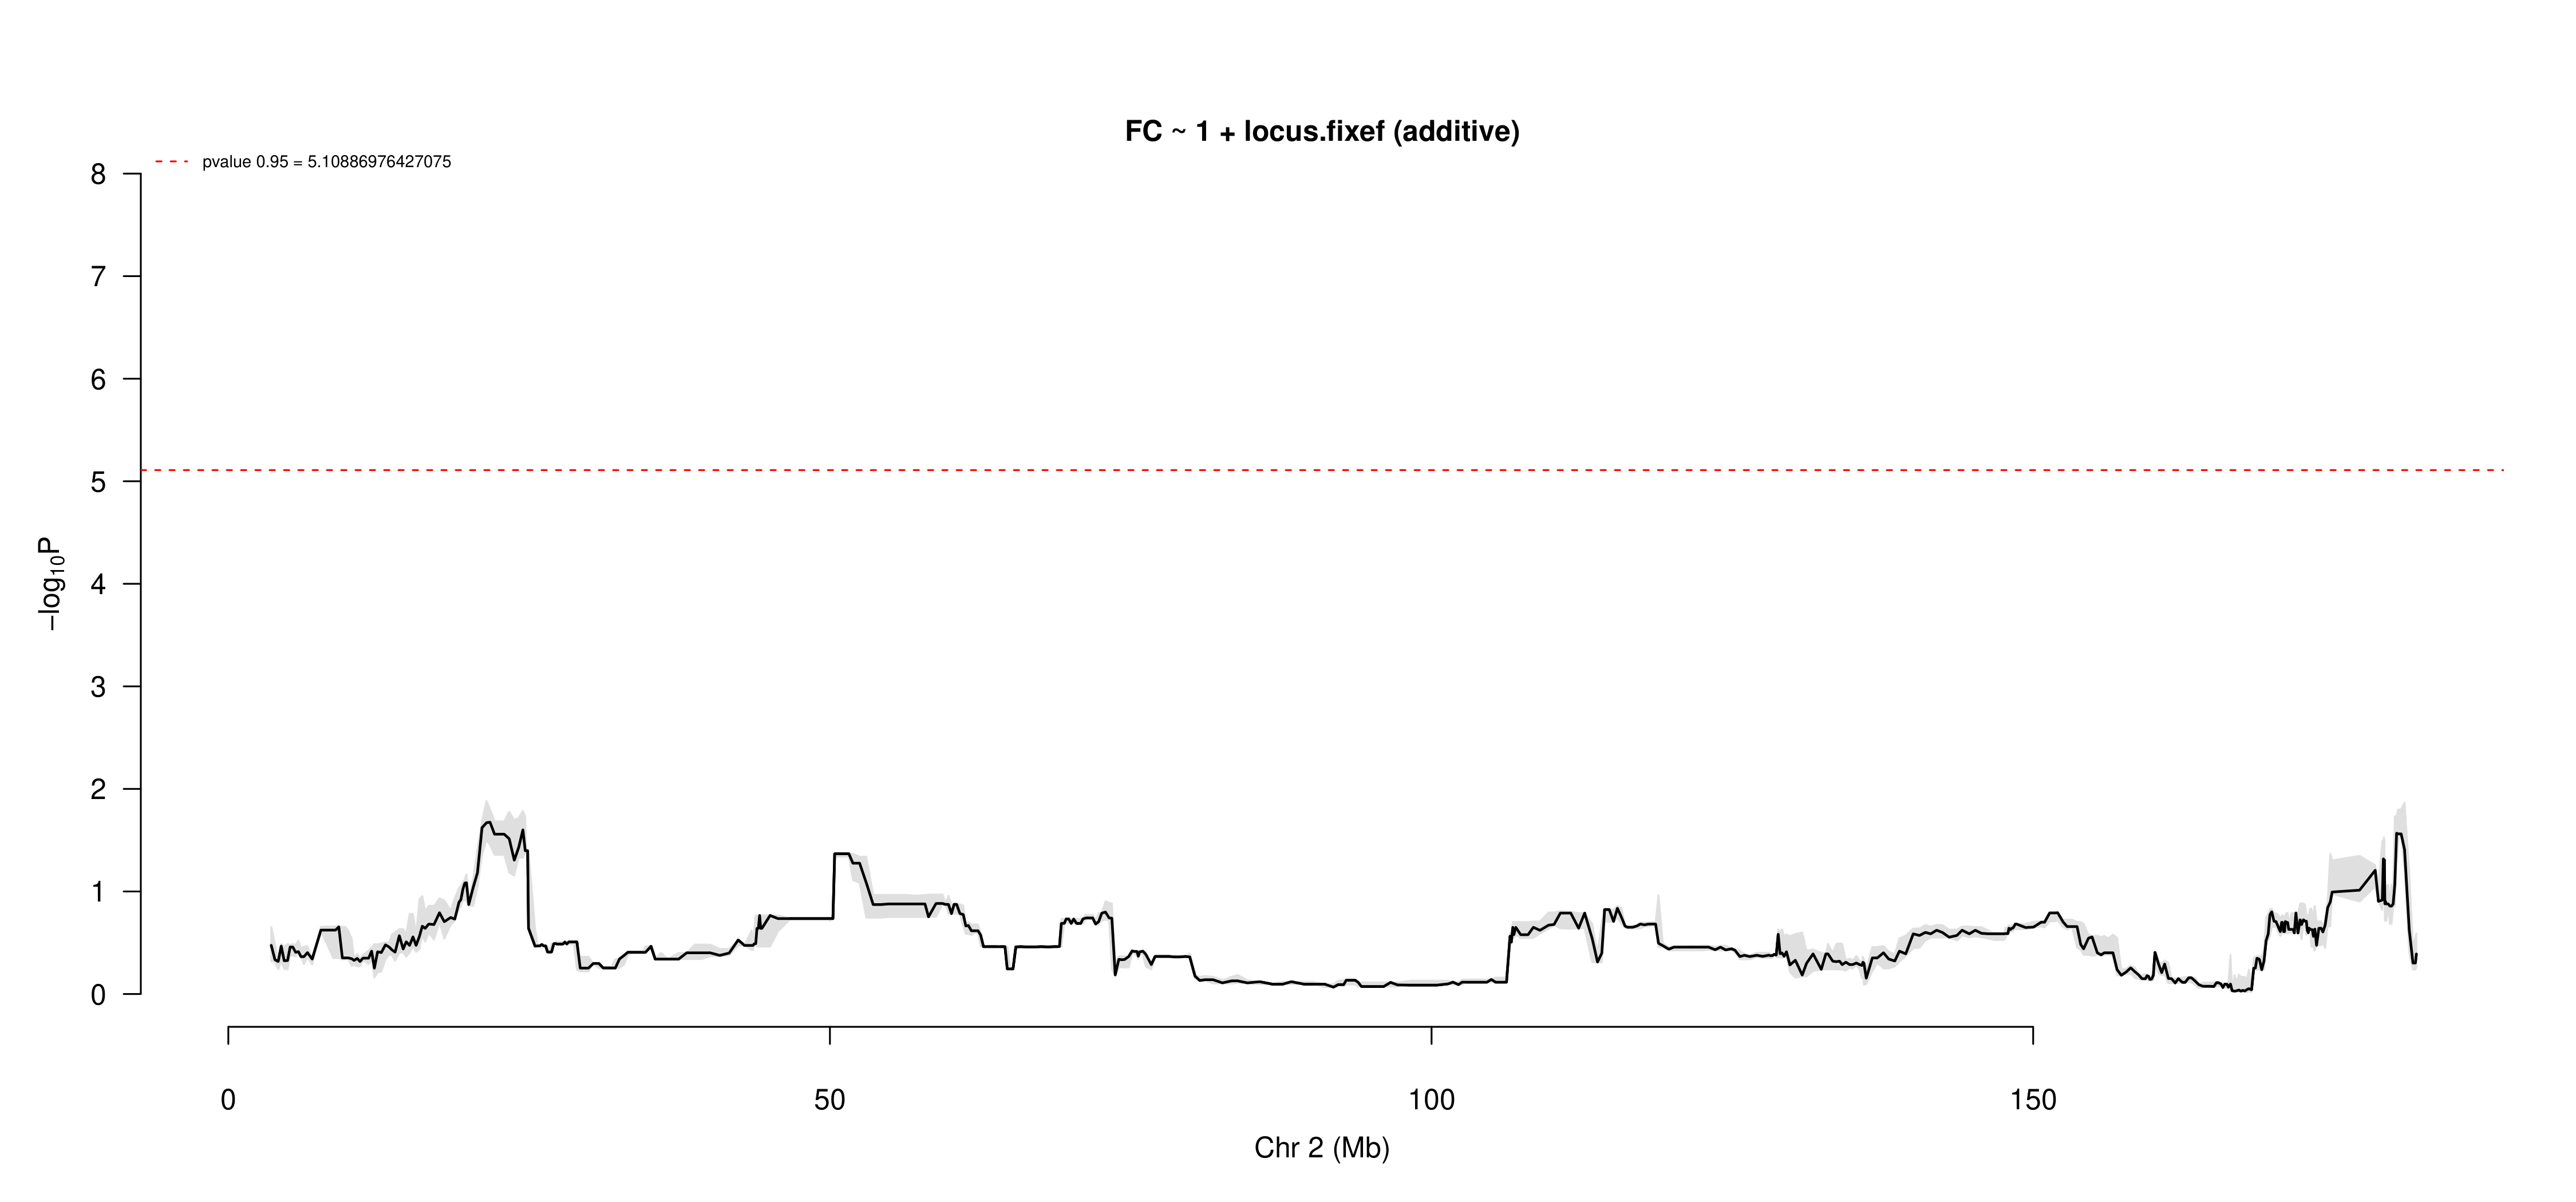 FC ~ 1 + locus.fixef (additive)
pvalue 0.95 = 5.10886976427075
8
7
6
5
4
3
2
1
0
−log10P
0 50 100 150
Chr 2 (Mb)